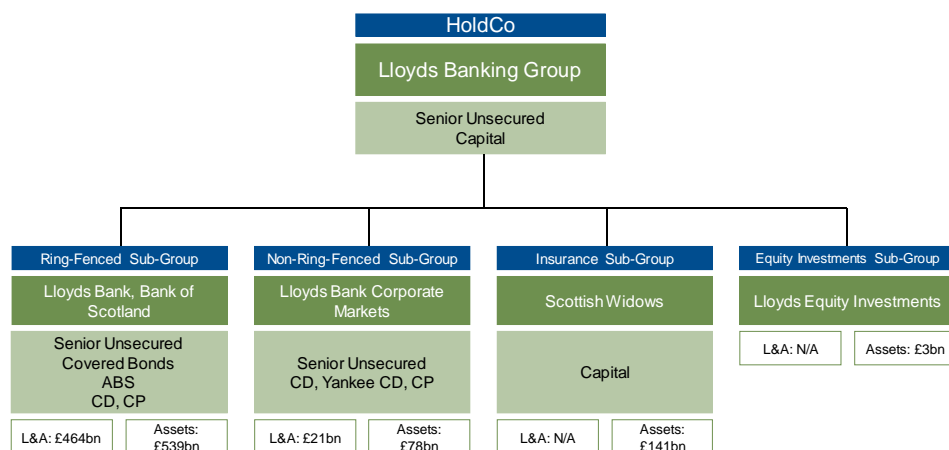 HoldCo
Lloyds Banking Group
Senior Unsecured
Capital
Ring-Fenced Sub-Group
Lloyds Bank, Bank of
Scotland
Senior Unsecured
Covered Bonds
ABS
CD, CP
L&A: £464bn
Assets:
£539bn
Non-Ring-Fenced Sub-Group
Lloyds Bank Corporate
Markets
Senior Unsecured
CD, Yankee CD, CP
L&A: £21bn
Assets:
£78bn
Insurance Sub-Group
Scottish Widows
Capital
L&A: N/A
Assets:
£141bn
Equity Investments Sub-Group
Lloyds Equity Investments
L&A: N/A
Assets: £3bn